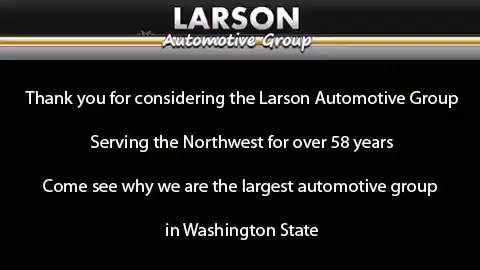 LARSON
Automotive Group
Thank you for considering the Larson Automotive Group
Serving the Northwest for over 58 years
Come see why we are the largest automotive group
in Washington State